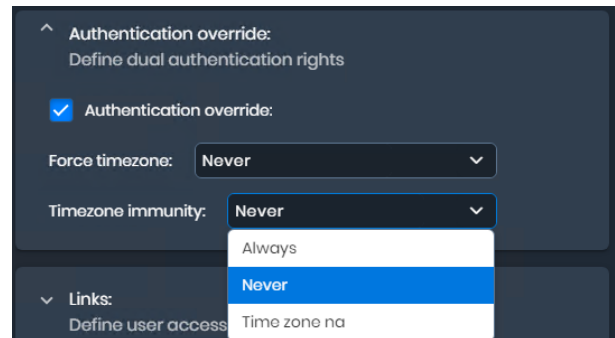 Authentication override:
Define dual authentication rights
Authentication override:
Force timezone: Never
Timezone immunity: Never
Always
Never
Links:
Define user access Time zone na